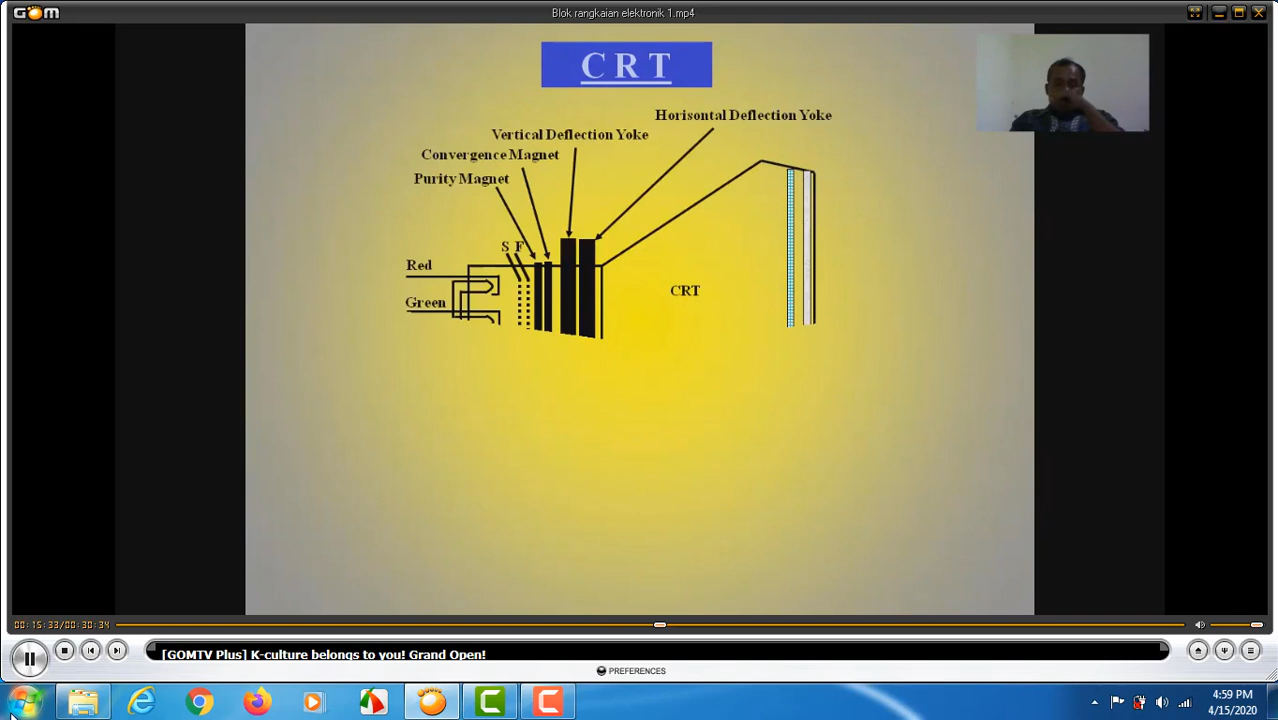 GOM
Blok rangkaian elektronik 1.mp4
C R T
Horisontal Deflection Yoke
Vertical Deflection Yoke
Convergence Magnet
Purity Magnet
S F
Red
CRT
Green
00:15:33/00:30:34
[GOMTV Plus] K-culture belongs to you! Grand Open!
PREFERENCES
4:59 PM
4/15/2020